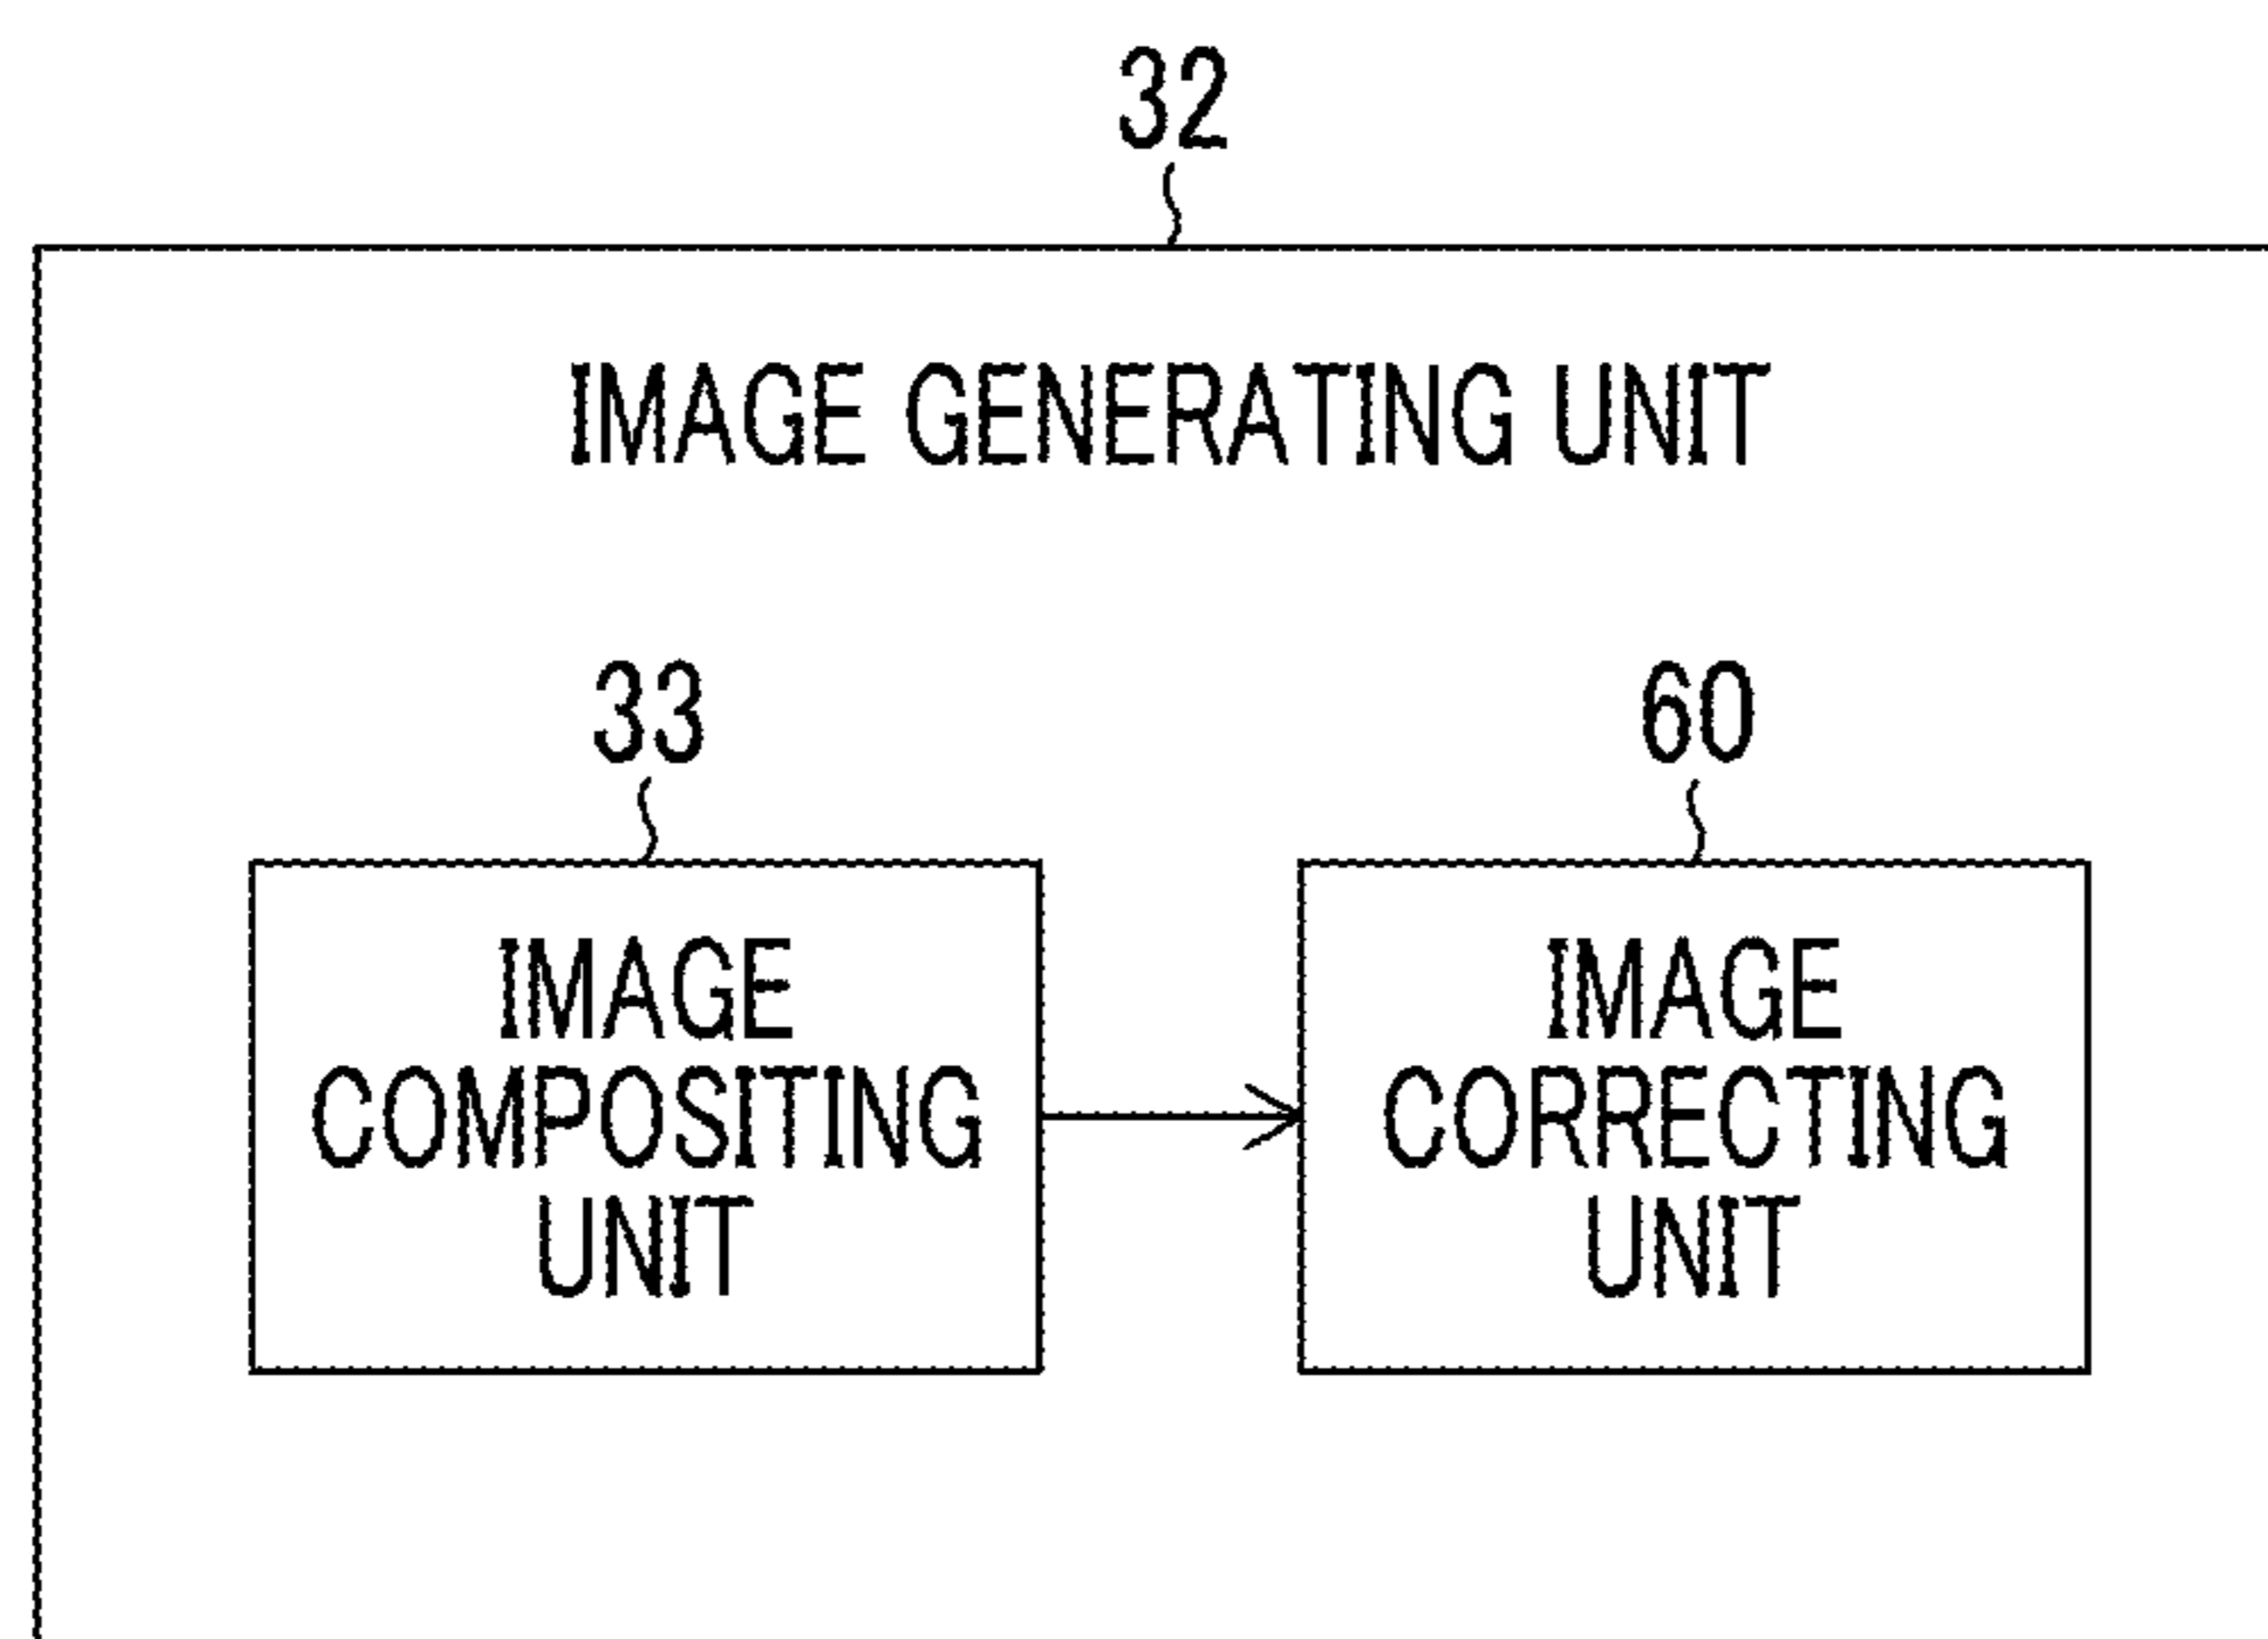 32
IMAGE GENERATING UNIT
33
60
IMAGE
COMPOSITING
UNIT
IMAGE
CORRECTING
UNIT